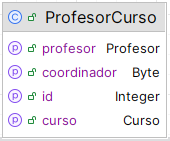 C ProfesorCurso
p profesor Profesor
p coordinador Byte
p id Integer
p curso Curso